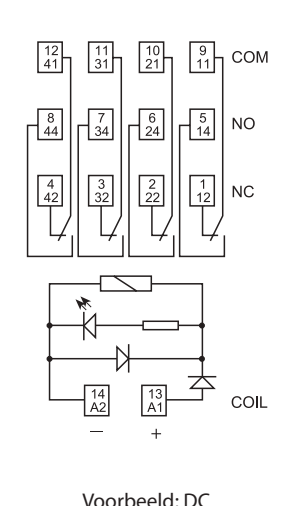 12 11 10 9
41 31 21 11 COM
8 7 6 5
44 34 24 14 NO
4 3 2 1
42 32 22 12 NC
14 13
A2 A1 COIL
— +
Voorbeeld: DC